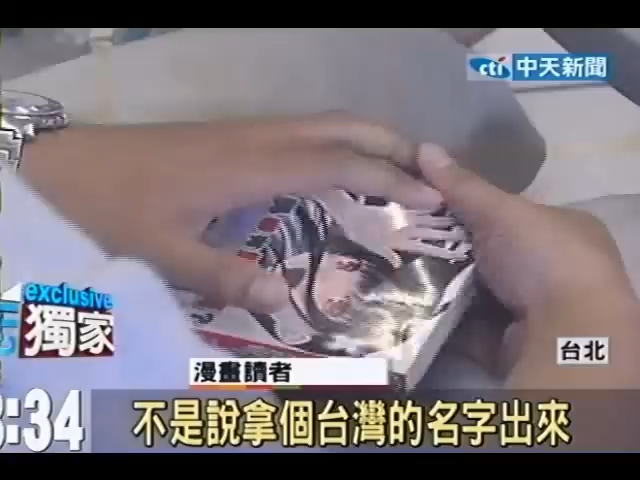 cti 中天新聞
exclusive
獨家
台北
漫畫讀者
:34
不是說拿個台灣的名字出來